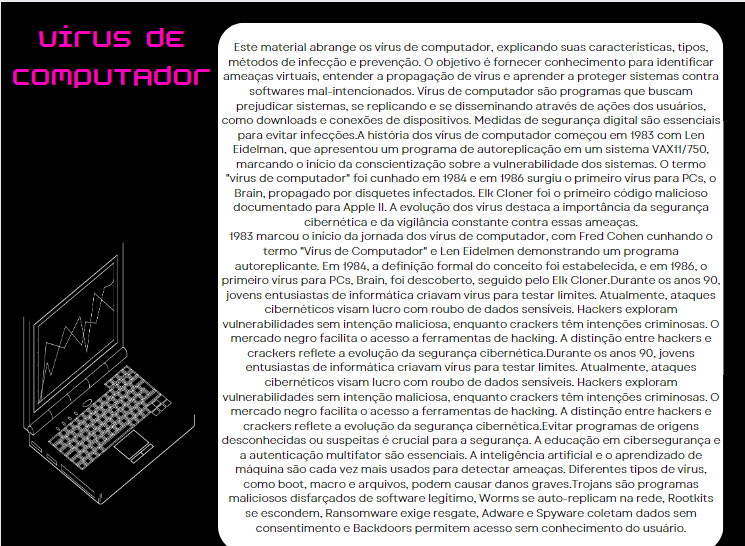 vírus de
computador
Este material abrange os vírus de computador, explicando suas características, tipos,
métodos de infecção e prevenção. O objetivo é fornecer conhecimento para identificar
ameaças virtuais, entender a propagação de vírus e aprender a proteger sistemas contra
softwares mal-intencionados. Vírus de computador são programas que buscam
prejudicar sistemas, se replicando e se disseminando através de ações dos usuários,
como downloads e conexões de dispositivos. Medidas de segurança digital são essenciais
para evitar infecções.A história dos vírus de computador começou em 1983 com Len
Eidelman, que apresentou um programa de autoreplicação em um sistema VAX11/750,
marcando o início da conscientização sobre a vulnerabilidade dos sistemas. O termo
"vírus de computador" foi cunhado em 1984 e em 1986 surgiu o primeiro vírus para PCs, o
Brain, propagado por disquetes infectados. Elk Cloner foi o primeiro código malicioso
documentado para Apple II. A evolução dos vírus destaca a importância da segurança
cibernética e da vigilância constante contra essas ameaças.
1983 marcou o início da jornada dos vírus de computador, com Fred Cohen cunhando o
termo "Vírus de Computador" e Len Eidelmen demonstrando um programa
autoreplicante. Em 1984, a definição formal do conceito foi estabelecida, e em 1986, o
primeiro vírus para PCs, Brain, foi descoberto, seguido pelo Elk Cloner.Durante os anos 90,
jovens entusiastas de informática criavam vírus para testar limites. Atualmente, ataques
cibernéticos visam lucro com roubo de dados sensíveis. Hackers exploram
vulnerabilidades sem intenção maliciosa, enquanto crackers têm intenções criminosas. O
mercado negro facilita o acesso a ferramentas de hacking. A distinção entre hackers e
crackers reflete a evolução da segurança cibernética.Durante os anos 90, jovens
entusiastas de informática criavam vírus para testar limites. Atualmente, ataques
cibernéticos visam lucro com roubo de dados sensíveis. Hackers exploram
vulnerabilidades sem intenção maliciosa, enquanto crackers têm intenções criminosas. O
mercado negro facilita o acesso a ferramentas de hacking. A distinção entre hackers e
crackers reflete a evolução da segurança cibernética.Evitar programas de origens
desconhecidas ou suspeitas é crucial para a segurança. A educação em cibersegurança e
a autenticação multifator são essenciais. A inteligência artificial e o aprendizado de
máquina são cada vez mais usados para detectar ameaças. Diferentes tipos de vírus,
como boot, macro e arquivos, podem causar danos graves.Trojans são programas
maliciosos disfarçados de software legítimo, Worms se auto-replicam na rede, Rootkits
se escondem, Ransomware exige resgate, Adware e Spyware coletam dados sem
consentimento e Backdoors permitem acesso sem conhecimento do usuário.